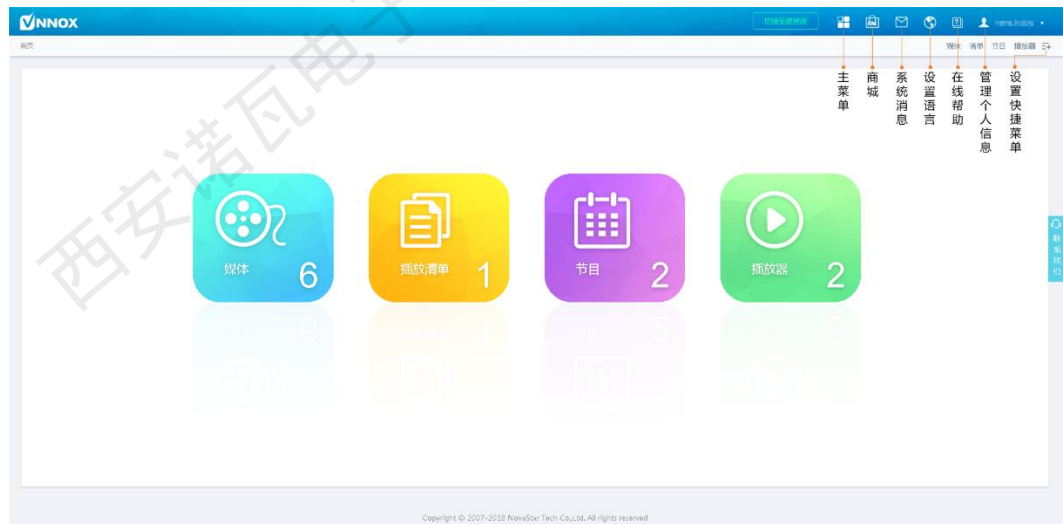 VNNOX
首页
媒体 清单 节目 播放器
主菜单
商城
系统消息
设置语言
在线帮助
管理个人信息
设置快捷菜单
媒体 6
播放清单 1
节目 2
播放器 2
联系我们
西安诺瓦电子
Copyright © 2007-2018 NovaStar Tech Co.,Ltd. All rights reserved